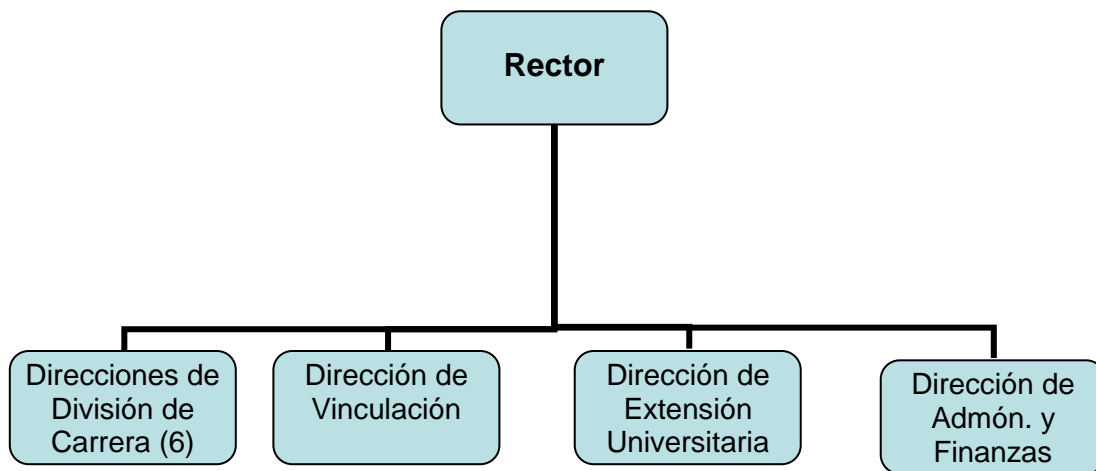 Rector
Direcciones de
División de
Carrera (6)
Dirección de
Vinculación
Dirección de
Extensión
Universitaria
Dirección de
Admón. y
Finanzas